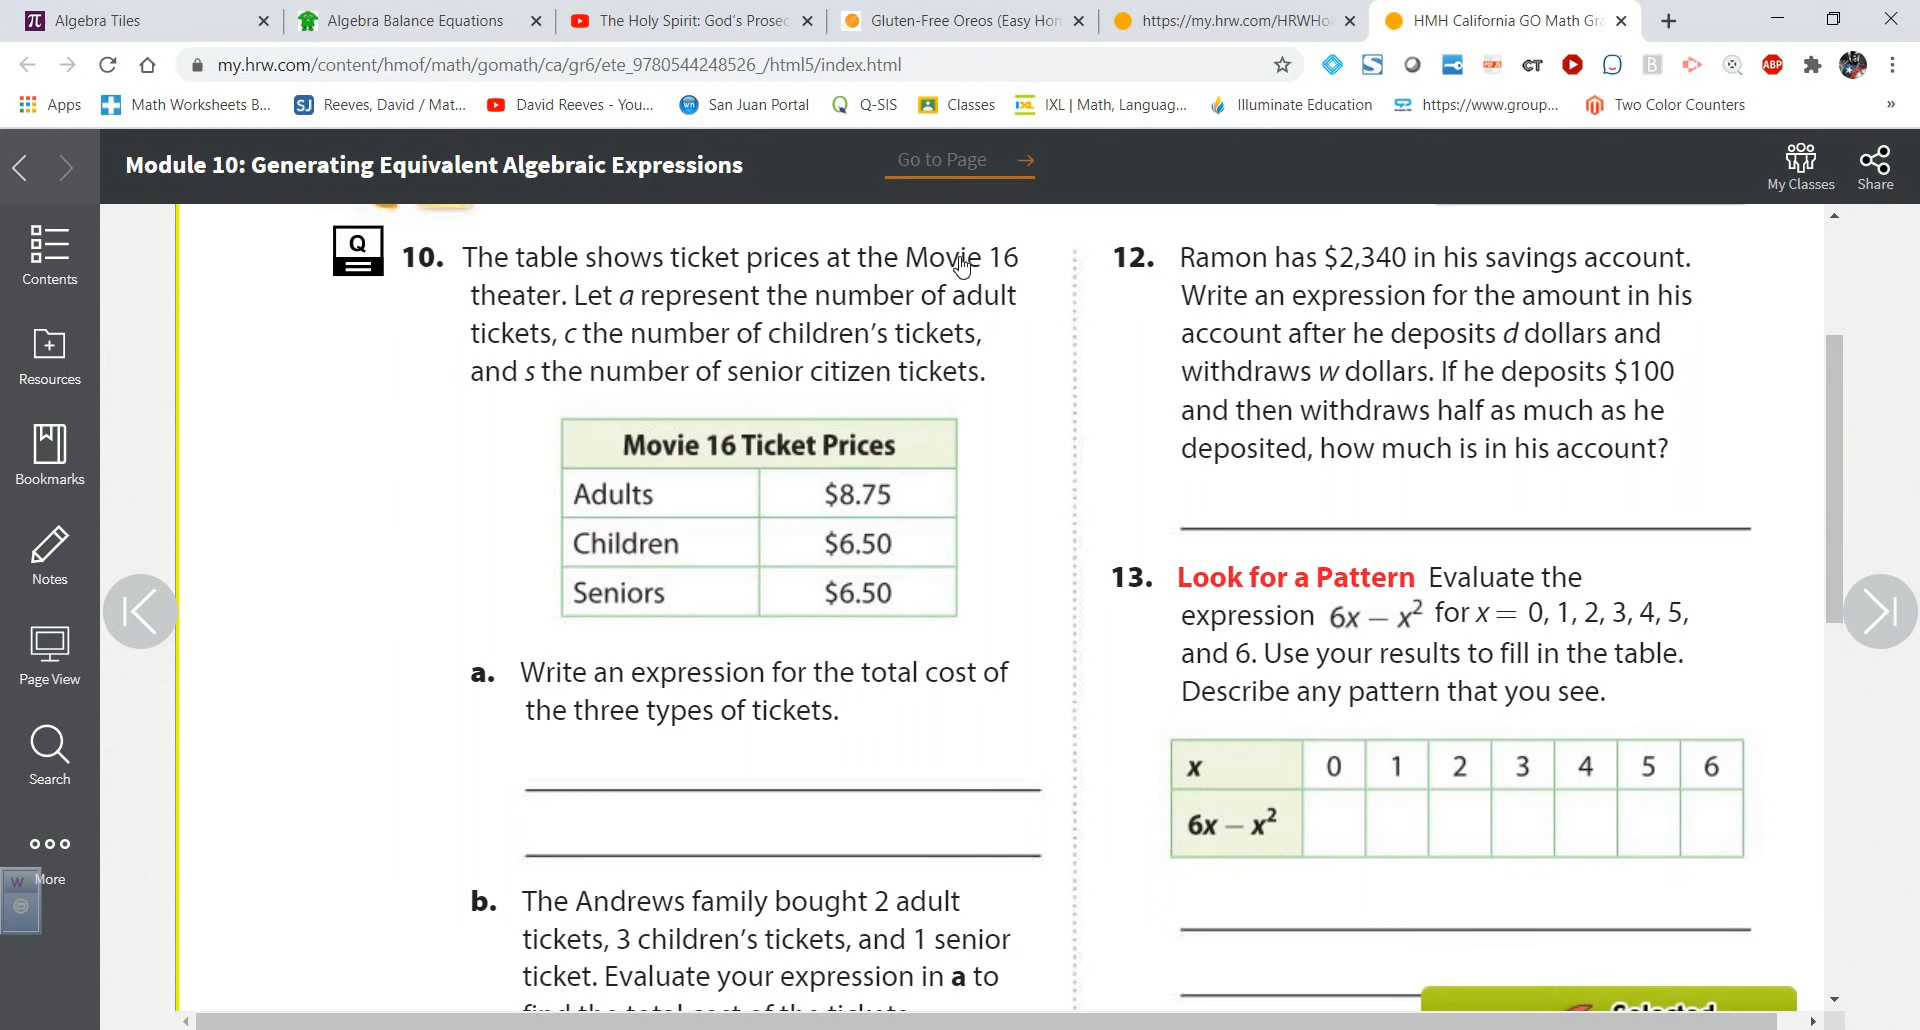 Algebra Tiles
Algebra Balance Equations
The Holy Spirit: God's Prosec
Gluten-Free Oreos (Easy Hom
https://my.hrw.com/HRWHo
HMH California GO Math Gra
my.hrw.com/content/hmof/math/gomath/ca/gr6/ete_9780544248526_/html5/index.html
Apps
Math Worksheets B...
SJ Reeves, David / Mat...
David Reeves - You...
wn San Juan Portal
Q-SIS
Classes
IXL | Math, Languag...
Illuminate Education
https://www.group...
Two Color Counters
»
Module 10: Generating Equivalent Algebraic Expressions
Go to Page
My Classes
Share
Contents
Resources
Bookmarks
Notes
Page View
Search
More
Q
10. The table shows ticket prices at the Movie 16
theater. Let a represent the number of adult
tickets, c the number of children's tickets,
and s the number of senior citizen tickets.
Movie 16 Ticket Prices
Adults $8.75
Children $6.50
Seniors $6.50
a. Write an expression for the total cost of
the three types of tickets.
b. The Andrews family bought 2 adult
tickets, 3 children's tickets, and 1 senior
ticket. Evaluate your expression in a to
find the total cost of the tickets.
12. Ramon has $2,340 in his savings account.
Write an expression for the amount in his
account after he deposits d dollars and
withdraws w dollars. If he deposits $100
and then withdraws half as much as he
deposited, how much is in his account?
13. Look for a Pattern Evaluate the
expression 6x − x² for x = 0, 1, 2, 3, 4, 5,
and 6. Use your results to fill in the table.
Describe any pattern that you see.
x 0 1 2 3 4 5 6
6x − x²
Selected